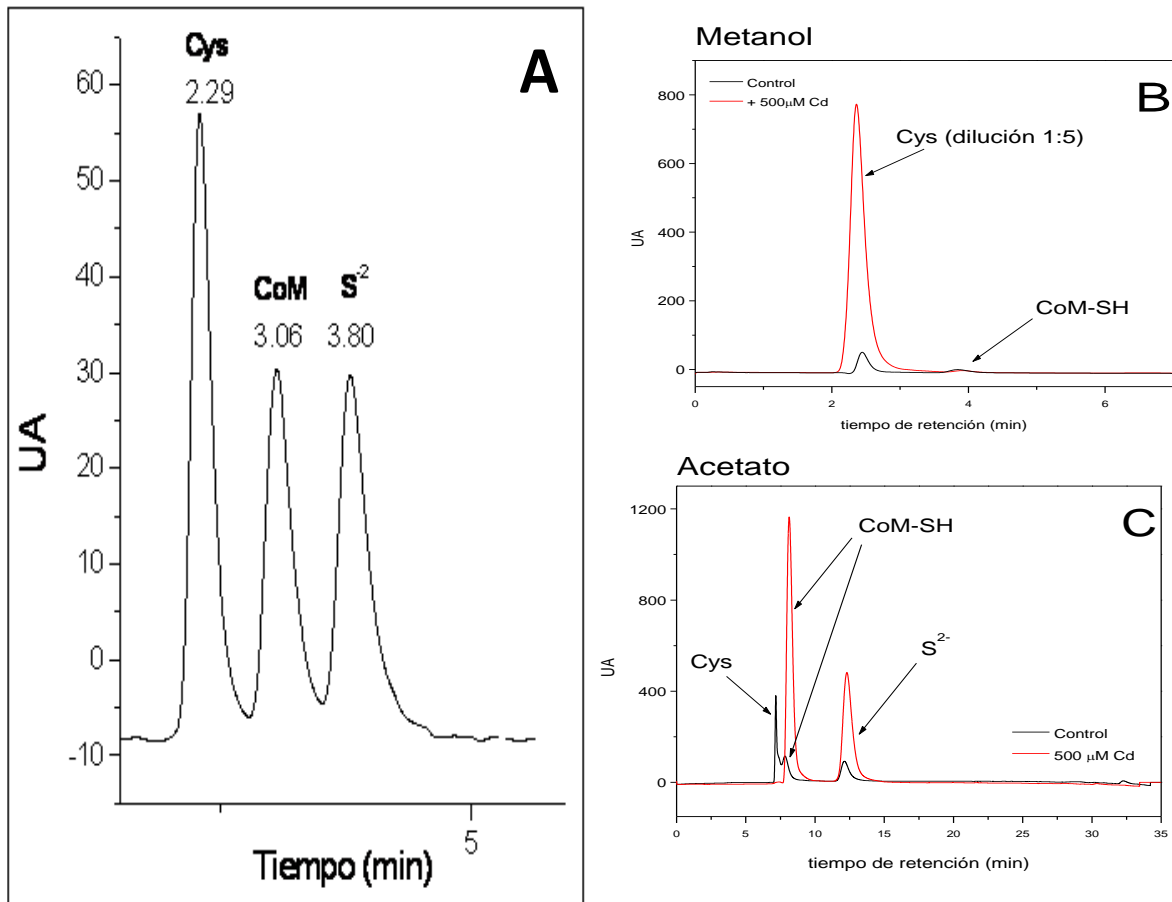 A
Cys
2.29
CoM
3.06
S-2
3.80
60
50
40
30
20
10
0
-10
UA
5
Tiempo (min)
Metanol
B
Control
+ 500µM Cd
Cys (dilución 1:5)
CoM-SH
800
600
400
200
0
UA
0 2 4 6
tiempo de retención (min)
Acetato
C
CoM-SH
Cys
S2-
Control
500 µM Cd
1200
900
600
400
0
UA
0 5 10 15 20 25 30 35
tiempo de retención (min)